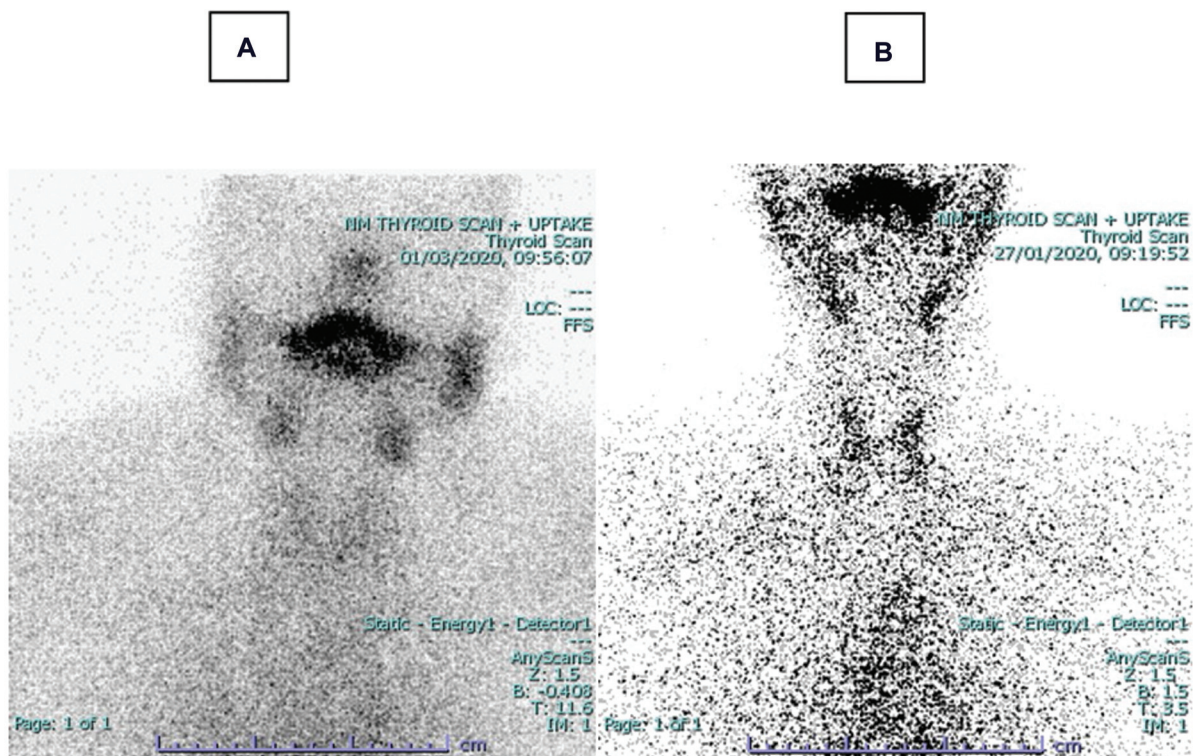 A
NM THYROID SCAN + UPTAKE
Thyroid Scan
01/03/2020, 09:56:07
---
LOC: ---
FFS
Static - Energy1 - Detector1
---
AnyScanS
Z: 1.5
B: -0.408
T: 11.6
Page: 1 of 1
IM: 1
cm
B
NM THYROID SCAN + UPTAKE
Thyroid Scan
27/01/2020, 09:19:52
---
LOC: ---
FFS
Static - Energy1 - Detector1
---
AnyScanS
Z: 1.5
B: 1.5
T: 3.5
Page: 1 of 1
IM: 1
cm